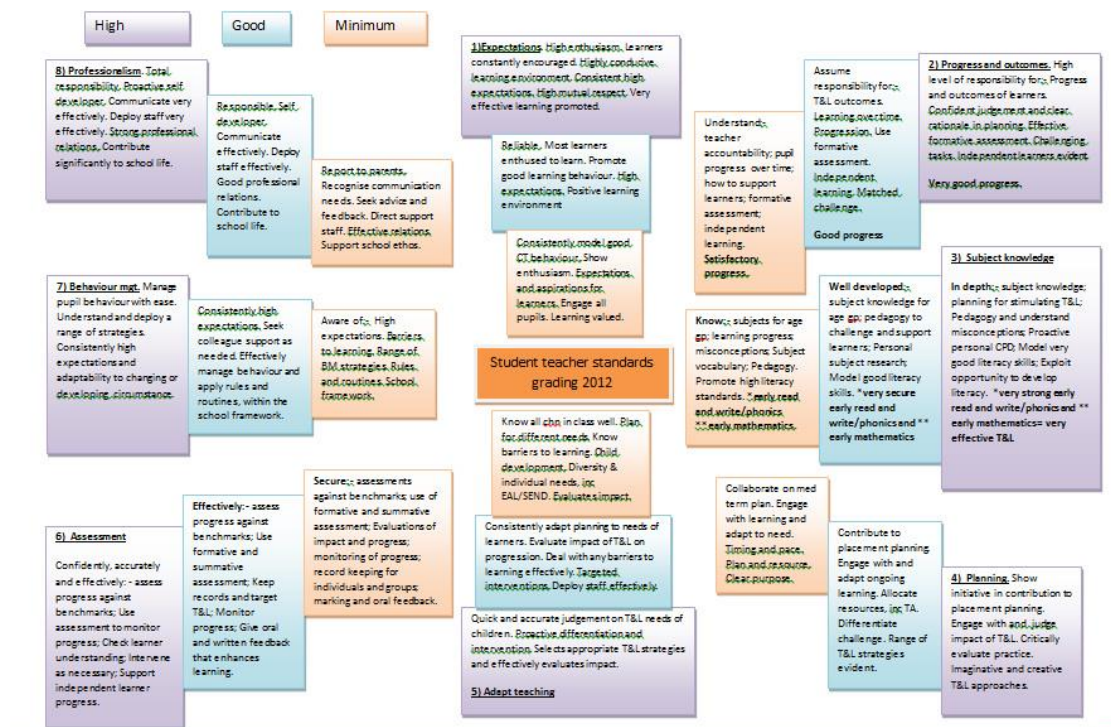 High
Good
Minimum
1)Expectations. High enthusiasm. Learners
constantly encouraged. Highly conducive
learning environment. Consistent high
expectations. High mutual respect. Very
effective learning promoted.
Reliable. Most learners
enthused to learn. Promote
good learning behaviour. High
expectations. Positive learning
environment
Consistently model good
CT behaviour. Show
enthusiasm. Expectations
and aspirations for
learners. Engage all
pupils. Learning valued.
2) Progress and outcomes. High
level of responsibility for:- Progress
and outcomes of learners.
Confident judgement and clear
rationale in planning. Effective
formative assessment. Challenging
tasks. Independent learners evident.
Very good progress.
Assume
responsibility for:-
T&L outcomes.
Learning overtime.
Progression. Use
formative
assessment.
Independent
learning. Matched
challenge.
Good progress
Understand:-
teacher
accountability; pupil
progress over time;
how to support
learners; formative
assessment;
independent
learning.
Satisfactory
progress.
3) Subject knowledge
In depth:- subject knowledge;
planning for stimulating T&L;
Pedagogy and understand
misconceptions; Proactive
personal CPD; Model very
good literacy skills; Exploit
opportunity to develop
literacy. *very strong early
read and write/phonics and **
early mathematics= very
effective T&L
Well developed:-
subject knowledge for
age gp; pedagogy to
challenge and support
learners; Personal
subject research;
Model good literacy
skills. *very secure
early read and
write/phonics and **
early mathematics
Know:- subjects for age
gp; learning progress;
misconceptions; Subject
vocabulary; Pedagogy.
Promote high literacy
standards. *early read
and write/phonics
**early mathematics.
4) Planning. Show
initiative in contribution to
placement planning.
Engage with and judge
impact of T&L. Critically
evaluate practice.
Imaginative and creative
T&L approaches.
Contribute to
placement planning.
Engage with and
adapt ongoing
learning. Allocate
resources, inc TA.
Differentiate
challenge. Range of
T&L strategies
evident.
Collaborate on med
term plan. Engage
with learning and
adapt to need.
Timing and pace.
Plan and resource.
Clear purpose.
Student teacher standards
grading 2012
Know all chn in class well. Plan
for different needs. Know
barriers to learning. Child
development, Diversity &
individual needs, inc
EAL/SEND. Evaluates impact.
Consistently adapt planning to needs of
learners. Evaluate impact of T&L on
progression. Deal with any barriers to
learning effectively. Targeted
interventions. Deploy staff effectively.
Quick and accurate judgement on T&L needs of
children. Proactive differentiation and
intervention. Selects appropriate T&L strategies
and effectively evaluates impact.
5) Adapt teaching
6) Assessment
Confidently, accurately
and effectively: - assess
progress against
benchmarks; Use
assessment to monitor
progress; Check learner
understanding; Intervene
as necessary; Support
independent learner
progress.
Effectively: - assess
progress against
benchmarks; Use
formative and
summative
assessment; Keep
records and target
T&L; Monitor
progress; Give oral
and written feedback
that enhances
learning.
Secure:- assessments
against benchmarks; use of
formative and summative
assessment; Evaluations of
impact and progress;
monitoring of progress;
record keeping for
individuals and groups;
marking and oral feedback.
7) Behaviour mgt. Manage
pupil behaviour with ease.
Understand and deploy a
range of strategies.
Consistently high
expectations and
adaptability to changing or
developing circumstance.
Consistently high
expectations. Seek
colleague support as
needed. Effectively
manage behaviour and
apply rules and
routines, within the
school framework.
Aware of:- High
expectations. Barriers
to learning. Range of
BM strategies. Rules
and routines. School
framework.
8) Professionalism. Total
responsibility. Proactive self
developer. Communicate very
effectively. Deploy staff very
effectively. Strong professional
relations. Contribute
significantly to school life.
Responsible. Self
developer.
Communicate
effectively. Deploy
staff effectively.
Good professional
relations.
Contribute to
school life.
Report to parents.
Recognise communication
needs. Seek advice and
feedback. Direct support
staff. Effective relations.
Support school ethos.